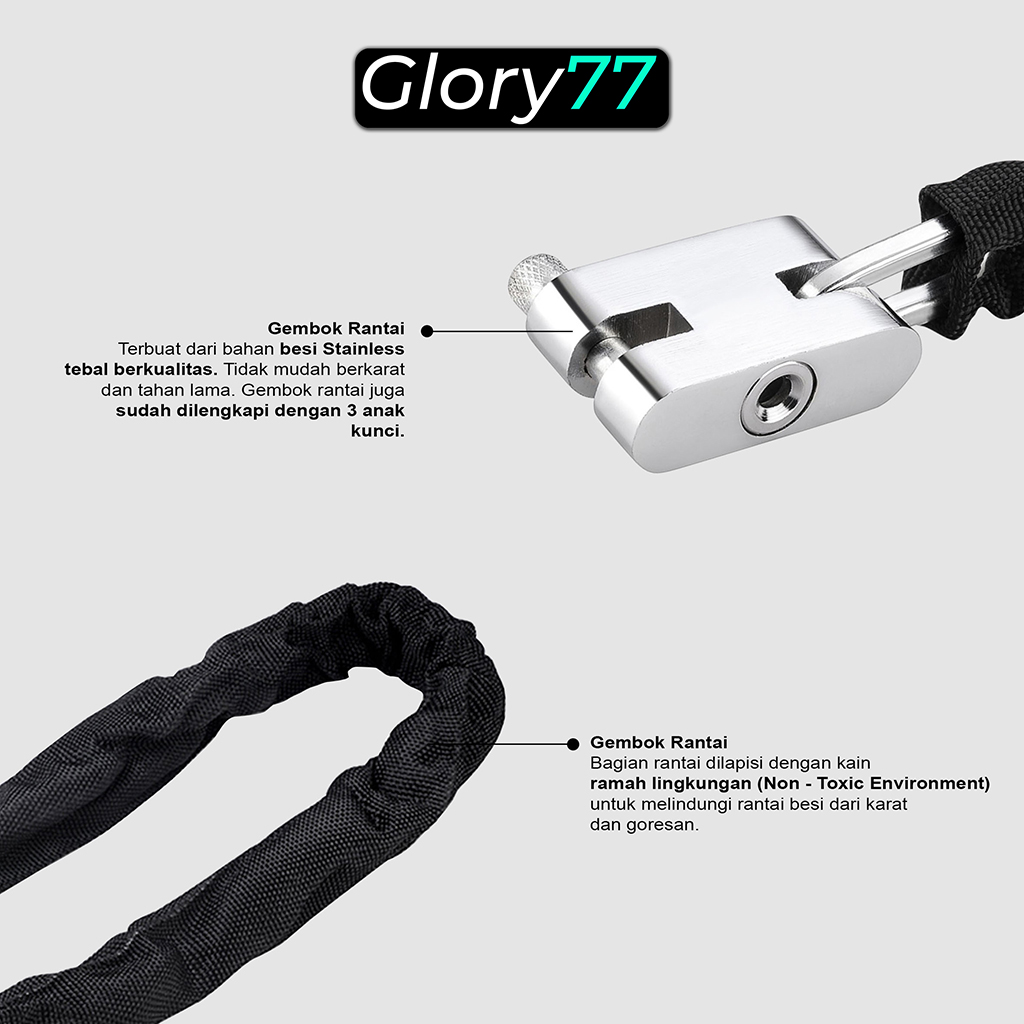 Glory77
Gembok Rantai
Terbuat dari bahan besi Stainless
tebal berkualitas. Tidak mudah berkarat
dan tahan lama. Gembok rantai juga
sudah dilengkapi dengan 3 anak
kunci.
Gembok Rantai
Bagian rantai dilapisi dengan kain
ramah lingkungan (Non - Toxic Environment)
untuk melindungi rantai besi dari karat
dan goresan.